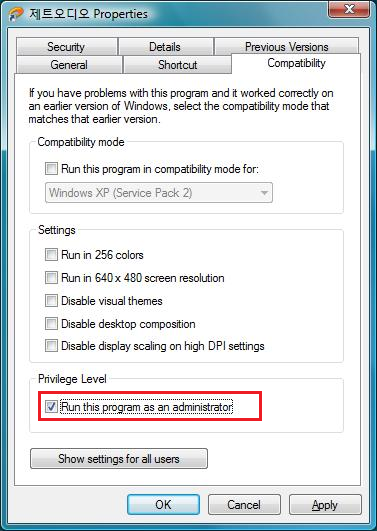 제트오디오 Properties
Security
Details
Previous Versions
General
Shortcut
Compatibility
If you have problems with this program and it worked correctly on
an earlier version of Windows, select the compatibility mode that
matches that earlier version.
Compatibility mode
Run this program in compatibility mode for:
Windows XP (Service Pack 2)
Settings
Run in 256 colors
Run in 640 x 480 screen resolution
Disable visual themes
Disable desktop composition
Disable display scaling on high DPI settings
Privilege Level
Run this program as an administrator
Show settings for all users
OK
Cancel
Apply